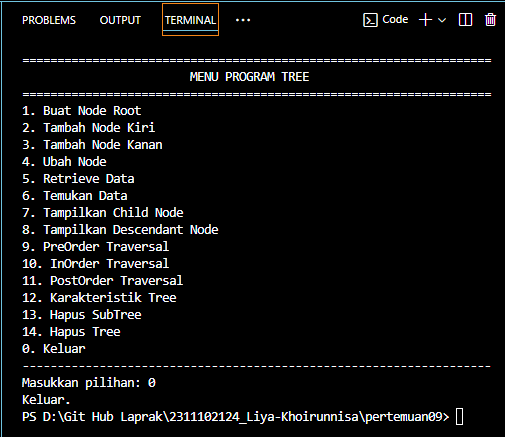 PROBLEMS OUTPUT TERMINAL ... Code
===================================================================
MENU PROGRAM TREE
===================================================================
1. Buat Node Root
2. Tambah Node Kiri
3. Tambah Node Kanan
4. Ubah Node
5. Retrieve Data
6. Temukan Data
7. Tampilkan Child Node
8. Tampilkan Descendant Node
9. PreOrder Traversal
10. InOrder Traversal
11. PostOrder Traversal
12. Karakteristik Tree
13. Hapus SubTree
14. Hapus Tree
0. Keluar
-------------------------------------------------------------------
Masukkan pilihan: 0
Keluar.
PS D:\Git Hub Laprak\2311102124_Liya-Khoirunnisa\pertemuan09>